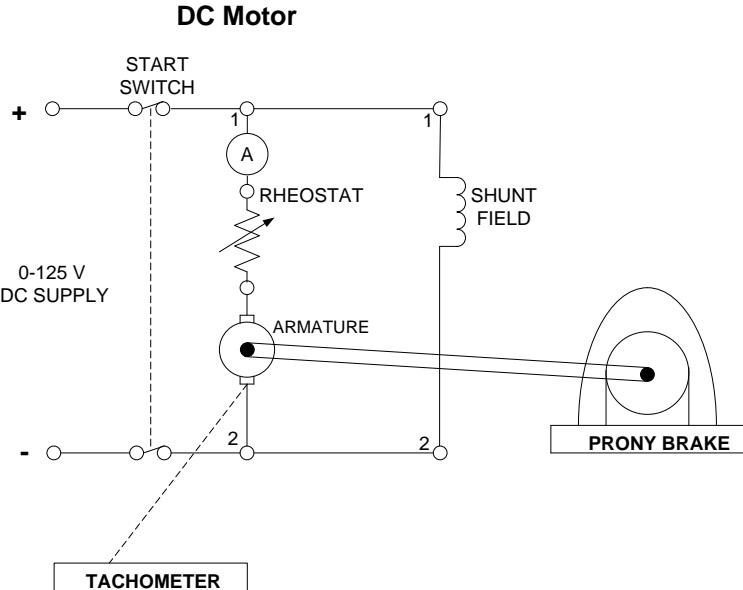 DC Motor
START
SWITCH
+
1
1
A
RHEOSTAT
SHUNT
FIELD
0-125 V
DC SUPPLY
ARMATURE
-
2
2
PRONY BRAKE
TACHOMETER